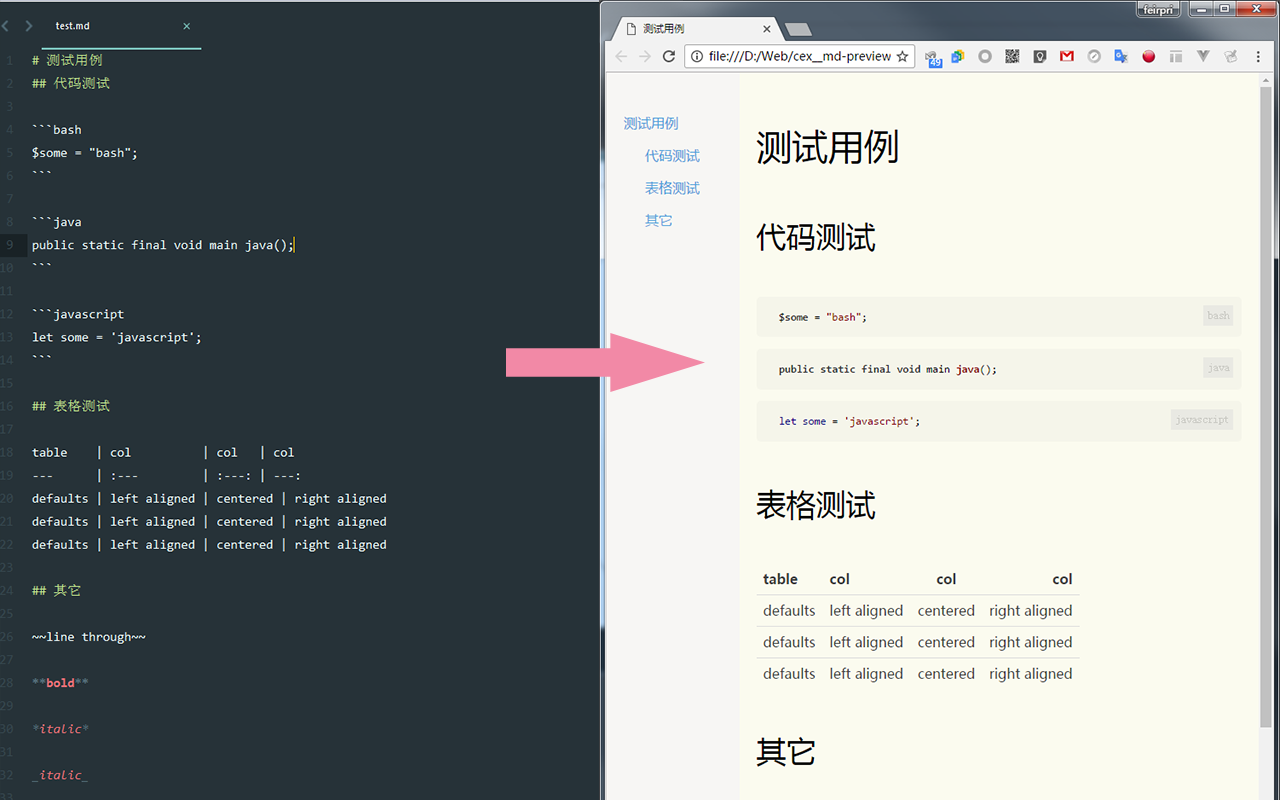 test.md
1 # 测试用例
2 ## 代码测试
3
4 ```bash
5 $some = "bash";
6 ```
7
8 ```java
9 public static final void main java();
10 ```
11
12 ```javascript
13 let some = 'javascript';
14 ```
15
16 ## 表格测试
17
18 table    | col          | col   | col
19 ---      | :---         | :---: | ---:
20 defaults | left aligned | centered | right aligned
21 defaults | left aligned | centered | right aligned
22 defaults | left aligned | centered | right aligned
23
24 ## 其它
25
26 ~~line through~~
27
28 **bold**
29
30 *italic*
31
32 _italic_
33
feirpri
测试用例
file:///D:/Web/cex__md-preview
49
测试用例
代码测试
表格测试
其它
测试用例
代码测试
$some = "bash";
bash
public static final void main java();
java
let some = 'javascript';
javascript
表格测试
table col col col
defaults left aligned centered right aligned
defaults left aligned centered right aligned
defaults left aligned centered right aligned
其它